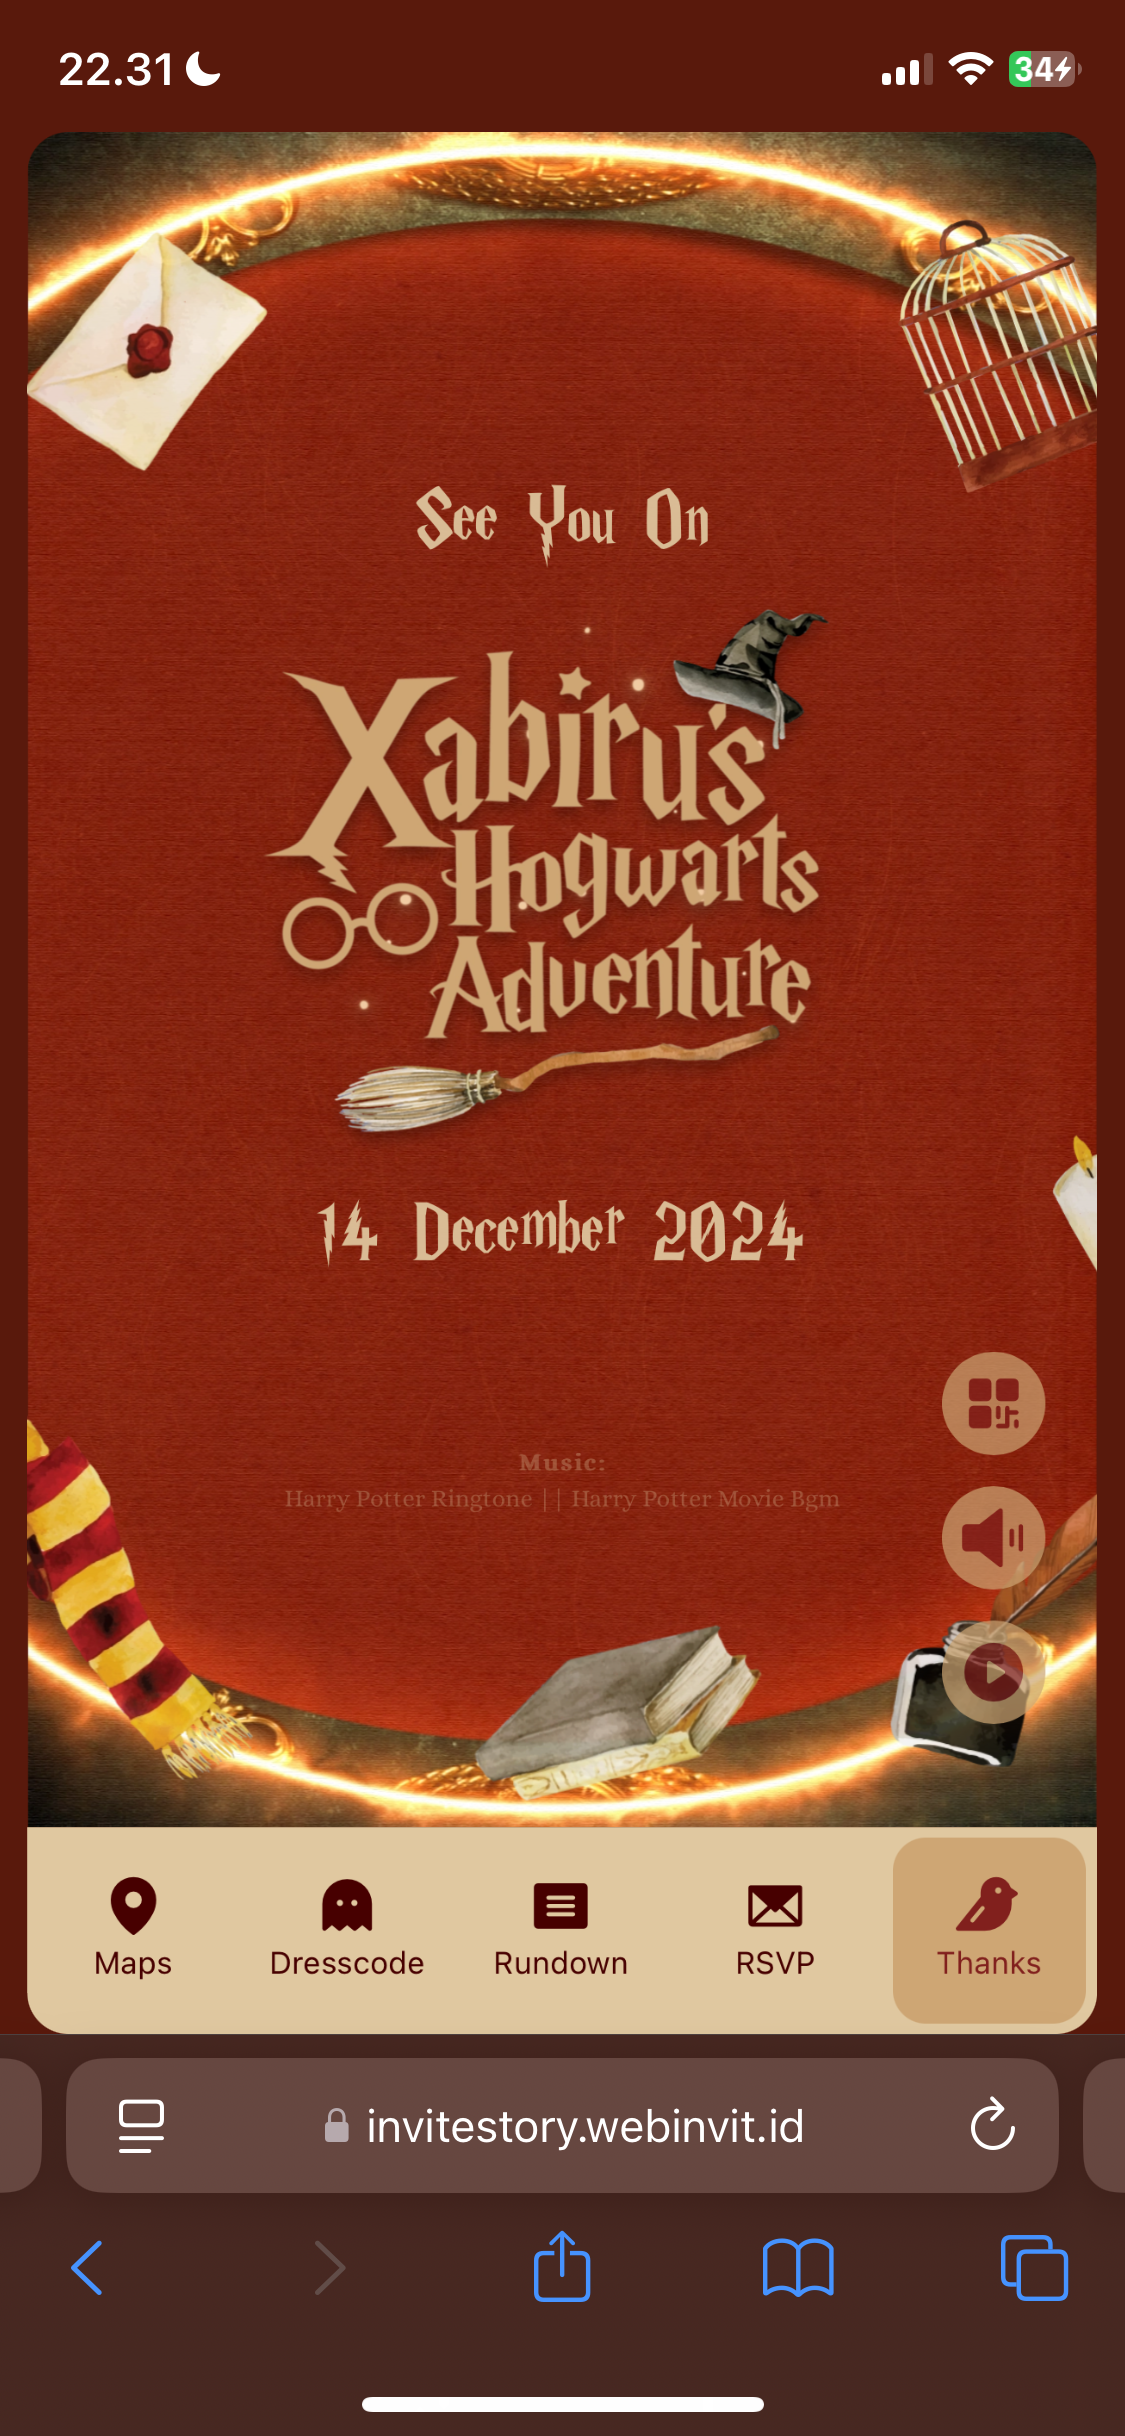 22.31
34
See You On
Xabiru's
Hogwarts
Adventure
14 December 2024
Music:
Harry Potter Ringtone || Harry Potter Movie Bgm
Maps
Dresscode
Rundown
RSVP
Thanks
invitestory.webinvit.id